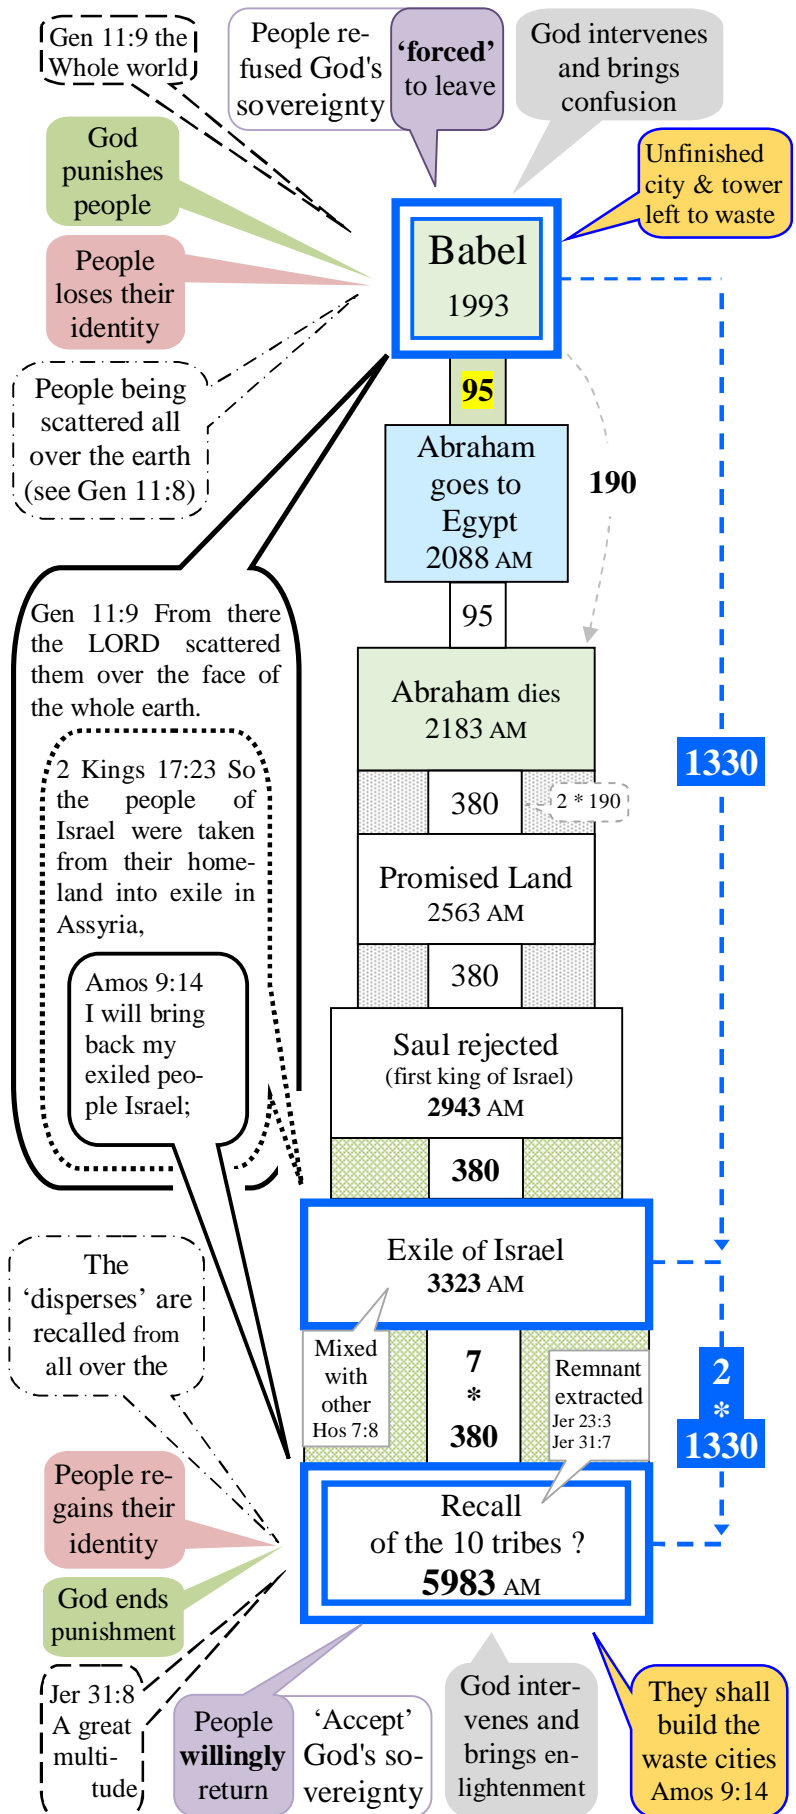 Gen 11:9 the
Whole world
People re-
fused God's
sovereignty
‘forced’
to leave
God intervenes
and brings
confusion
God
punishes
people
Unfinished
city & tower
left to waste
People
loses their
identity
Babel
1993
People being
scattered all
over the earth
(see Gen 11:8)
95
Abraham
goes to
Egypt
2088 AM
190
95
Gen 11:9 From there
the LORD scattered
them over the face of
the whole earth.
Abraham dies
2183 AM
1330
2 Kings 17:23 So
the people of
Israel were taken
from their home-
land into exile in
Assyria,
380
2 * 190
Promised Land
2563 AM
380
Amos 9:14
I will bring
back my
exiled peo-
ple Israel;
Saul rejected
(first king of Israel)
2943 AM
380
Exile of Israel
3323 AM
The
‘disperses’ are
recalled from
all over the
Mixed
with
other
Hos 7:8
7
*
380
Remnant
extracted
Jer 23:3
Jer 31:7
2
*
1330
People re-
gains their
identity
Recall
of the 10 tribes ?
5983 AM
God ends
punishment
Jer 31:8
A great
multi-
tude
People
willingly
return
‘Accept’
God's so-
vereignty
God inter-
venes and
brings en-
lightenment
They shall
build the
waste cities
Amos 9:14